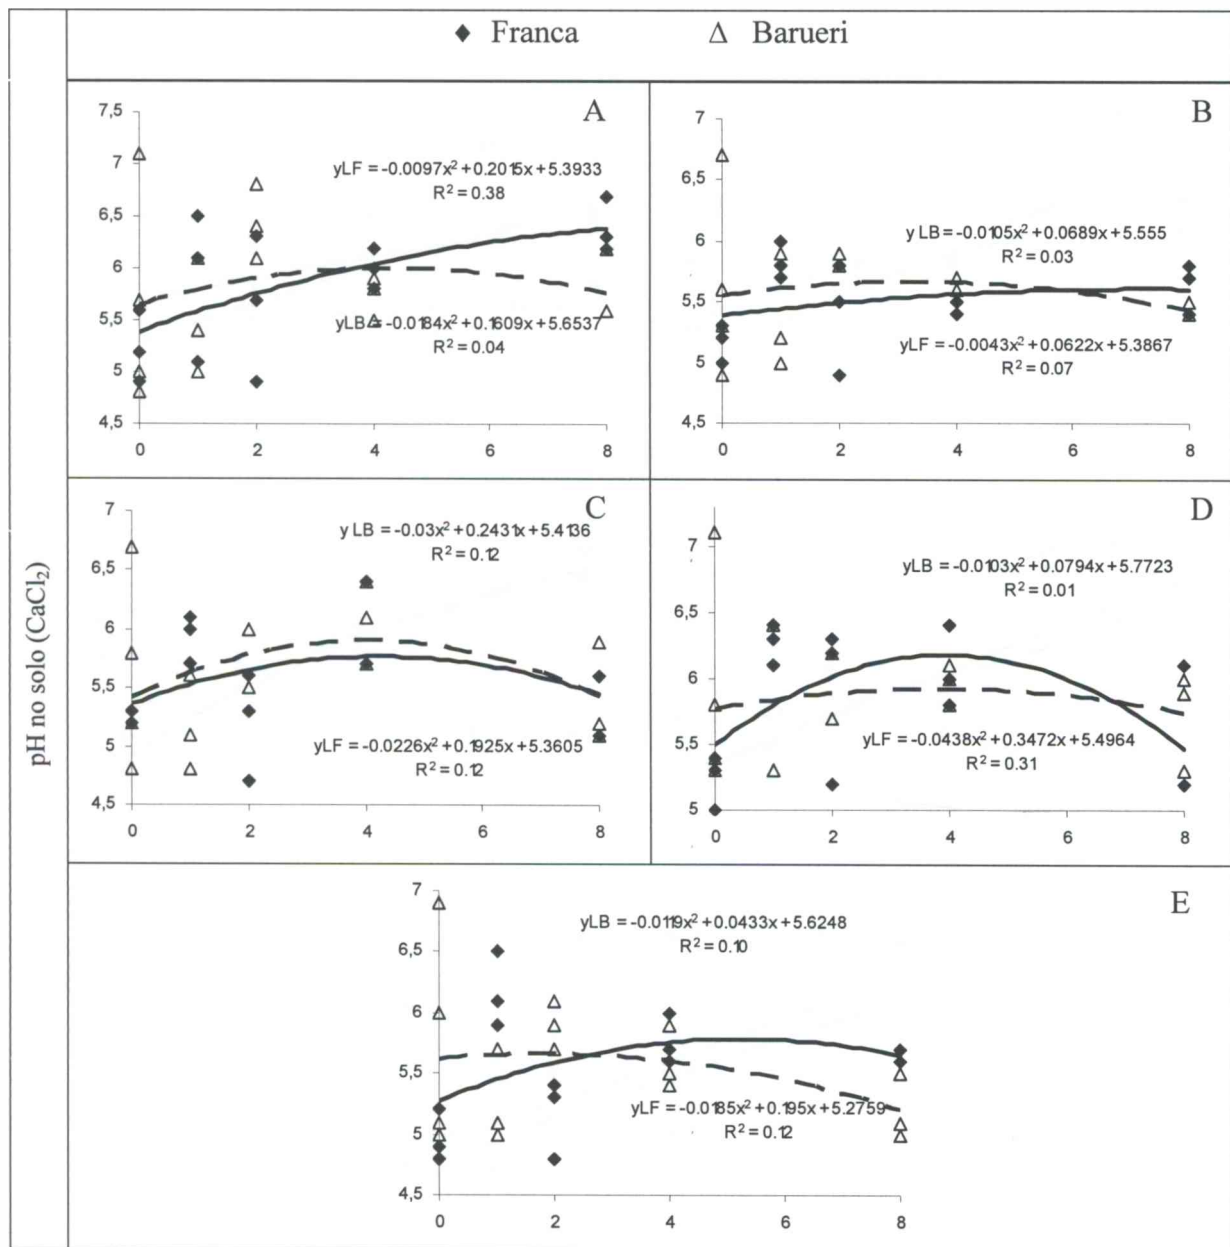 ◆ Franca △ Barueri
pH no solo (CaCl₂)
A
7,5
7
6,5
6
5,5
5
4,5
0 2 4 6 8
yLF = -0.0097x² + 0.2015x + 5.3933
R² = 0.38
yLB = -0.0184x² + 0.1609x + 5.6537
R² = 0.04
B
7
6,5
6
5,5
5
4,5
0 2 4 6 8
y LB = -0.0105x² + 0.0689x + 5.555
R² = 0.03
yLF = -0.0043x² + 0.0622x + 5.3867
R² = 0.07
C
7
6,5
6
5,5
5
4,5
0 2 4 6 8
y LB = -0.03x² + 0.2431x + 5.4136
R² = 0.12
yLF = -0.0226x² + 0.1925x + 5.3605
R² = 0.12
D
7
6,5
6
5,5
5
0 2 4 6 8
yLB = -0.0103x² + 0.0794x + 5.7723
R² = 0.01
yLF = -0.0438x² + 0.3472x + 5.4964
R² = 0.31
E
7
6,5
6
5,5
5
4,5
0 2 4 6 8
yLB = -0.0119x² + 0.0433x + 5.6248
R² = 0.10
yLF = -0.0185x² + 0.195x + 5.2759
R² = 0.12